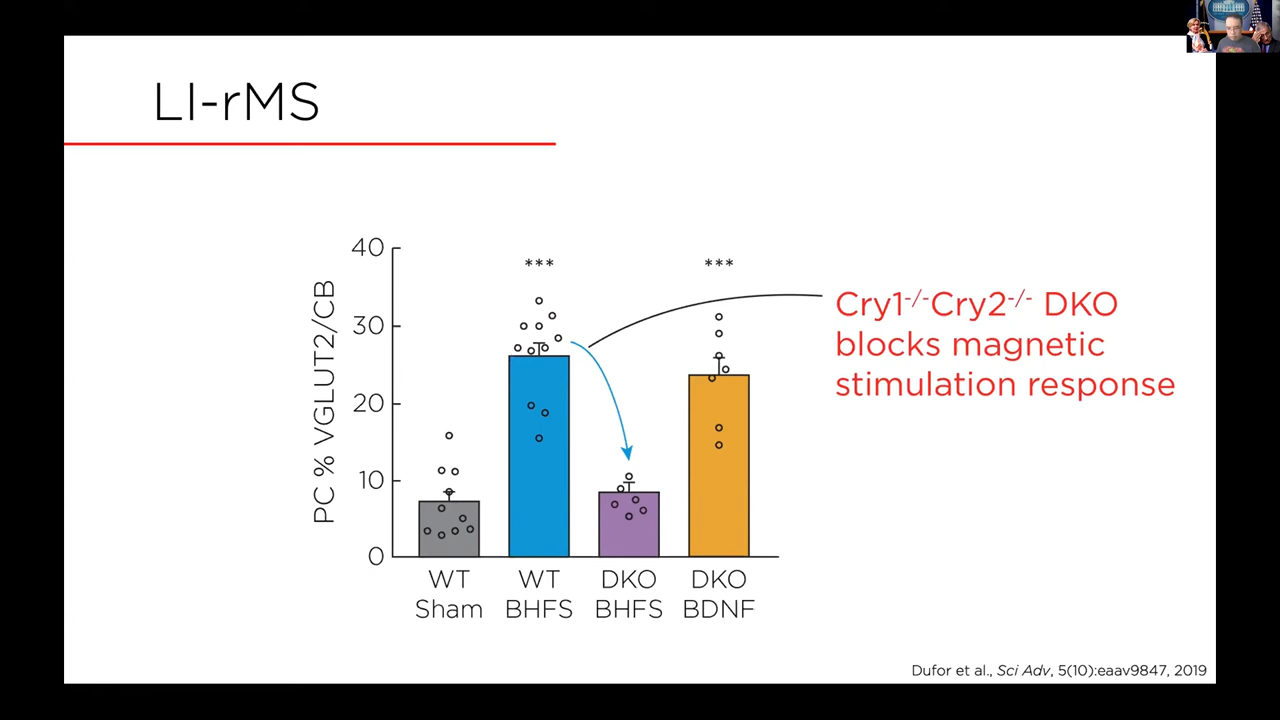 LI-rMS
40
30
20
10
0
PC % VGLUT2/CB
***
***
WT
Sham
WT
BHFS
DKO
BHFS
DKO
BDNF
Cry1-/-Cry2-/- DKO
blocks magnetic
stimulation response
Dufor et al., Sci Adv, 5(10):eaav9847, 2019